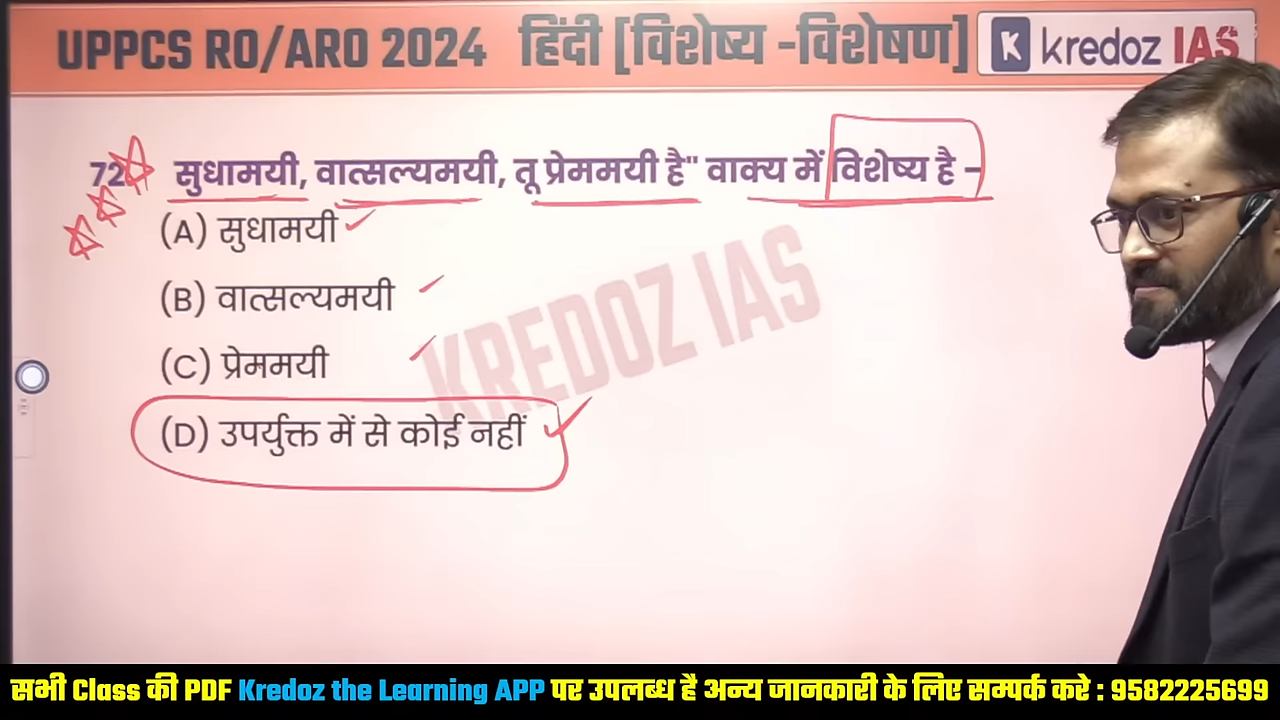 UPPCS RO/ARO 2024 हिंदी [विशेष्य -विशेषण]
kredoz IAS
72 सुधामयी, वात्सल्यमयी, तू प्रेममयी है" वाक्य में विशेष्य है -
(A) सुधामयी
(B) वात्सल्यमयी
(C) प्रेममयी
(D) उपर्युक्त में से कोई नहीं
KREDOZ IAS
सभी Class की PDF Kredoz the Learning APP पर उपलब्ध है अन्य जानकारी के लिए सम्पर्क करे : 9582225699